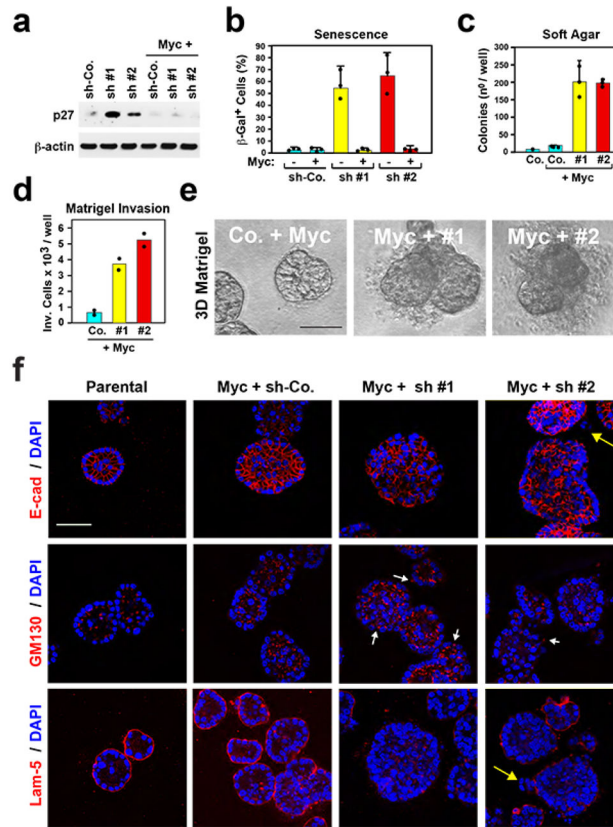 a
Myc +
sh-Co.
sh #1
sh #2
sh-Co.
sh #1
sh #2
p27
β-actin
b
Senescence
β-Gal⁺ Cells (%)
90
80
70
60
50
40
30
20
10
0
Myc: - + - + - +
sh-Co. sh #1 sh #2
c
Soft Agar
Colonies (nº / well)
300
250
200
150
100
50
0
Co. Co. #1 #2
+ Myc
d
Matrigel Invasion
Inv. Cells x 10³ / well
6
5
4
3
2
1
0
Co. #1 #2
+ Myc
e
3D Matrigel
Co. + Myc
Myc + #1
Myc + #2
f
Parental
Myc + sh-Co.
Myc + sh #1
Myc + sh #2
E-cad / DAPI
GM130 / DAPI
Lam-5 / DAPI